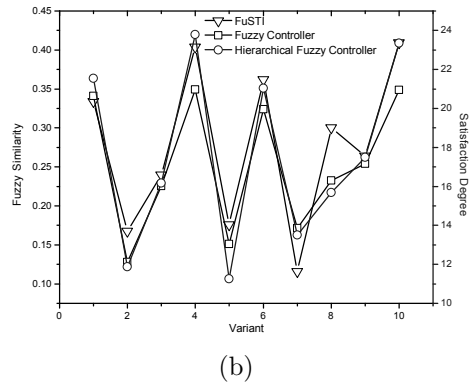 FuSTI
Fuzzy Controller
Hierarchical Fuzzy Controller
0.45
0.40
0.35
0.30
0.25
0.20
0.15
0.10
Fuzzy Similarity
24
22
20
18
16
14
12
10
Satisfaction Degree
0 2 4 6 8 10
Variant
(b)